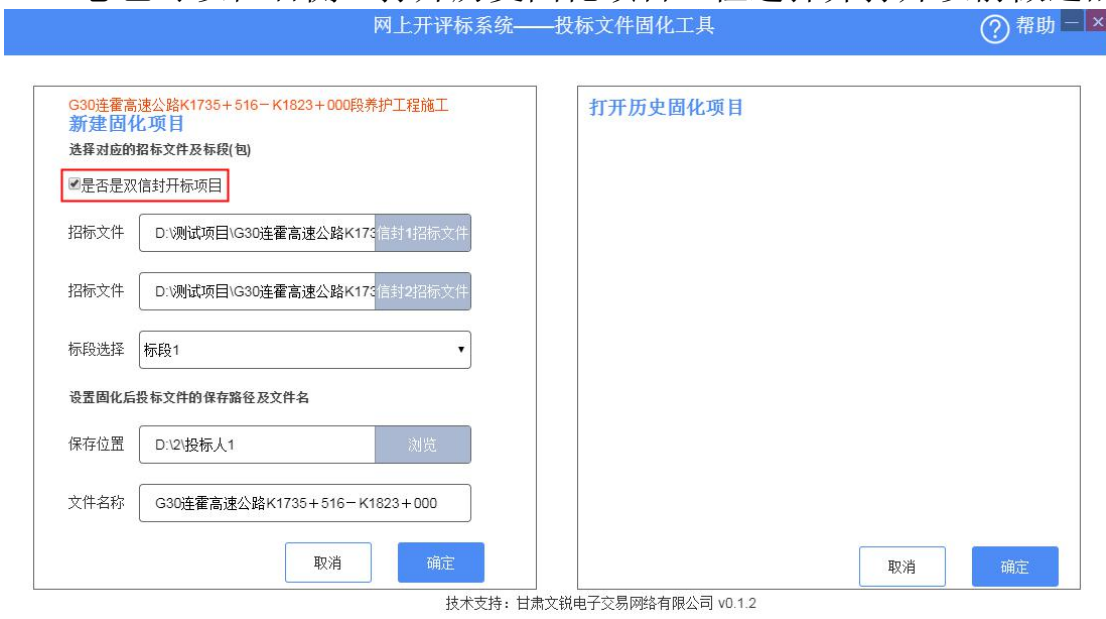 网上开评标系统——投标文件固化工具
帮助
G30连霍高速公路K1735+516-K1823+000段养护工程施工
新建固化项目
选择对应的招标文件及标段(包)
是否是双信封开标项目
招标文件 D:\测试项目\G30连霍高速公路K173 信封1招标文件
招标文件 D:\测试项目\G30连霍高速公路K173 信封2招标文件
标段选择 标段1
设置固化后投标文件的保存路径及文件名
保存位置 D:\2\投标人1 浏览
文件名称 G30连霍高速公路K1735+516-K1823+000
取消 确定
打开历史固化项目
取消 确定
技术支持：甘肃文锐电子交易网络有限公司 v0.1.2